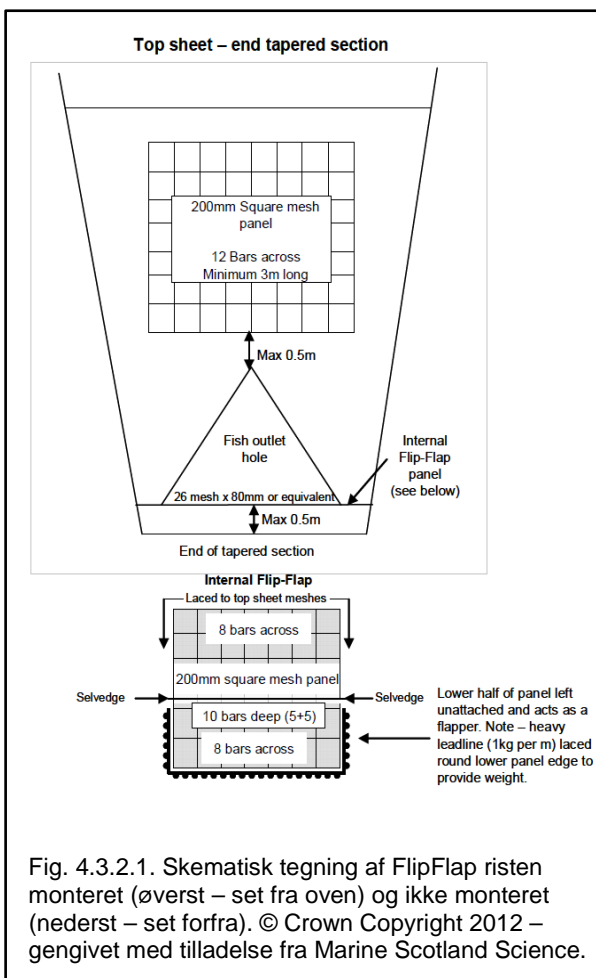 Top sheet – end tapered section
200mm Square mesh
panel
12 Bars across
Minimum 3m long
Max 0.5m
Fish outlet
hole
Internal
Flip-Flap
panel
(see below)
26 mesh x 80mm or equivalent
Max 0.5m
End of tapered section
Internal Flip-Flap
Laced to top sheet meshes
8 bars across
200mm square mesh panel
Selvedge
Selvedge
10 bars deep (5+5)
8 bars across
Lower half of panel left
unattached and acts as a
flapper. Note – heavy
leadline (1kg per m) laced
round lower panel edge to
provide weight.
Fig. 4.3.2.1. Skematisk tegning af FlipFlap risten
monteret (øverst – set fra oven) og ikke monteret
(nederst – set forfra). © Crown Copyright 2012 –
gengivet med tilladelse fra Marine Scotland Science.